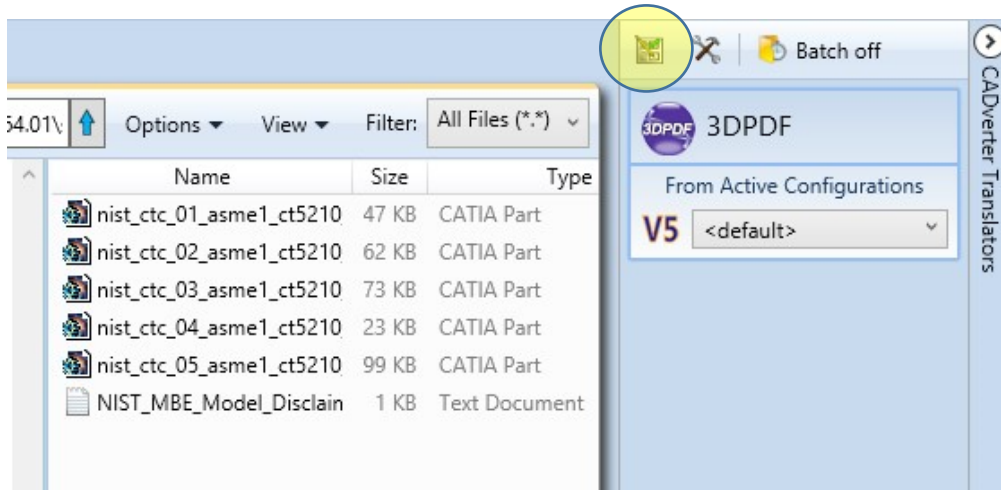 Batch off
54.01\
Options
View
Filter:
All Files (*.*)
3DPDF
3DPDF
From Active Configurations
V5
<default>
Name Size Type
nist_ctc_01_asme1_ct5210 47 KB CATIA Part
nist_ctc_02_asme1_ct5210 62 KB CATIA Part
nist_ctc_03_asme1_ct5210 73 KB CATIA Part
nist_ctc_04_asme1_ct5210 23 KB CATIA Part
nist_ctc_05_asme1_ct5210 99 KB CATIA Part
NIST_MBE_Model_Disclain 1 KB Text Document
CADverter Translators